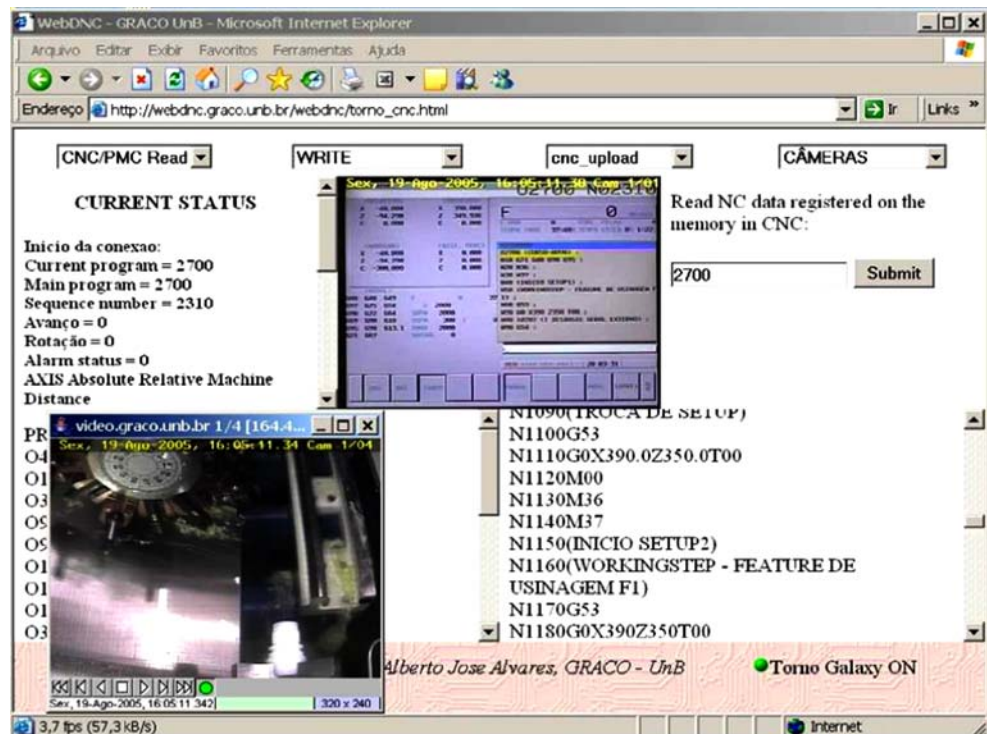 WebDNC - GRACO UnB - Microsoft Internet Explorer
Arquivo Editar Exibir Favoritos Ferramentas Ajuda
Endereço http://webdnc.graco.unb.br/webdnc/torno_cnc.html Ir Links »
CNC/PMC Read WRITE cnc_upload CÂMERAS
CURRENT STATUS
Inicio da conexao:
Current program = 2700
Main program = 2700
Sequence number = 2310
Avanço = 0
Rotação = 0
Alarm status = 0
AXIS Absolute Relative Machine
Distance
Sex, 19-Ago-2005, 16:05:11.30 Cam 1/01
O2700 N02310
F 0
Read NC data registered on the
memory in CNC:
2700 Submit
video.graco.unb.br 1/4 [164.4...
Sex, 19-Ago-2005, 16:05:11.34 Cam 1/04
PR
O4
O1
O3
OS
OS
O1
O1
O1
O3
Sex, 19-Ago-2005, 16:05:11.342 320 x 240
N1090(TROCA DE SETUP)
N1100G53
N1110G0X390.0Z350.0T00
N1120M00
N1130M36
N1140M37
N1150(INICIO SETUP2)
N1160(WORKINGSTEP - FEATURE DE
USINAGEM F1)
N1170G53
N1180G0X390Z350T00
Alberto Jose Alvares, GRACO - UnB Torno Galaxy ON
3,7 fps (57,3 kB/s) Internet